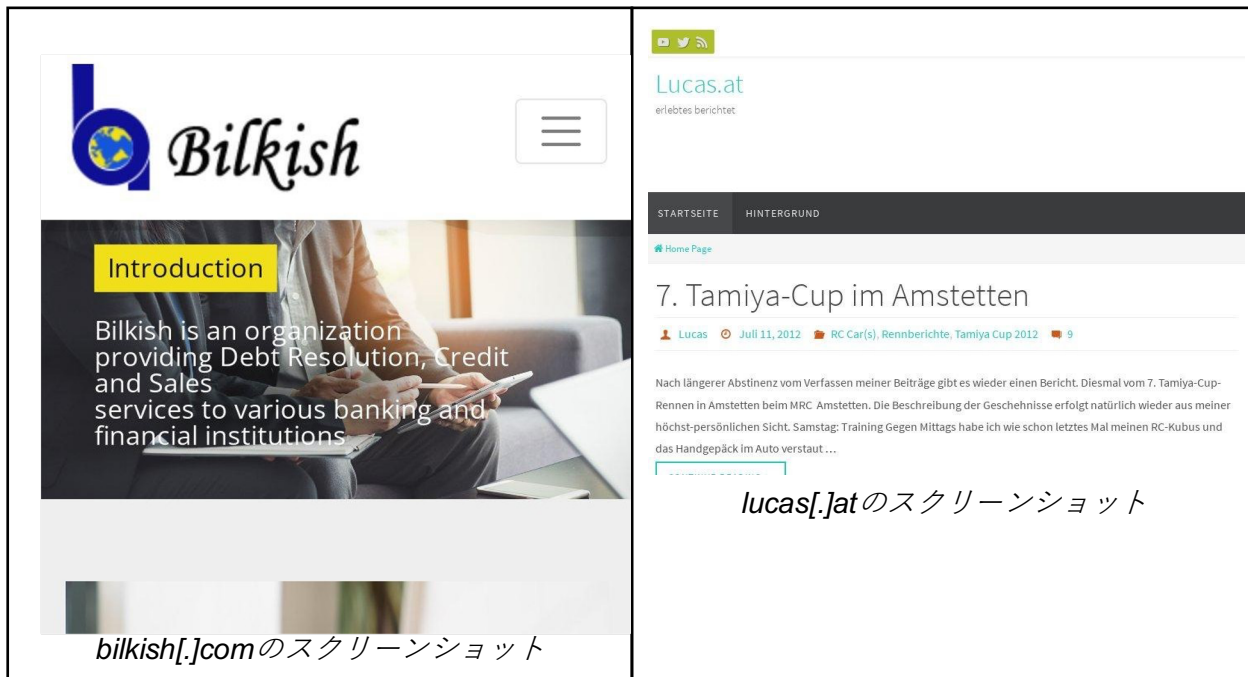 Bilkish
Introduction
Bilkish is an organization
providing Debt Resolution, Credit
and Sales
services to various banking and
financial institutions
bilkish[.]comのスクリーンショット
Lucas.at
erlebtes berichtet
STARTSEITE HINTERGRUND
Home Page
7. Tamiya-Cup im Amstetten
Lucas Juli 11, 2012 RC Car(s), Rennberichte, Tamiya Cup 2012 9
Nach längerer Abstinenz vom Verfassen meiner Beiträge gibt es wieder einen Bericht. Diesmal vom 7. Tamiya-Cup-
Rennen in Amstetten beim MRC Amstetten. Die Beschreibung der Geschehnisse erfolgt natürlich wieder aus meiner
höchst-persönlichen Sicht. Samstag: Training Gegen Mittags habe ich wie schon letztes Mal meinen RC-Kubus und
das Handgepäck im Auto verstaut …
lucas[.]atのスクリーンショット